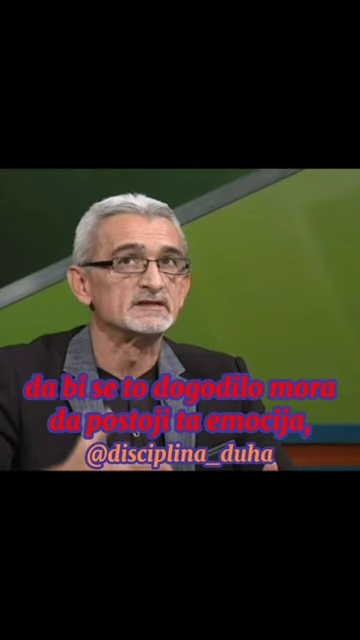 da bi se to dogodilo mora
da postoji ta emocija,
@disciplina_duha